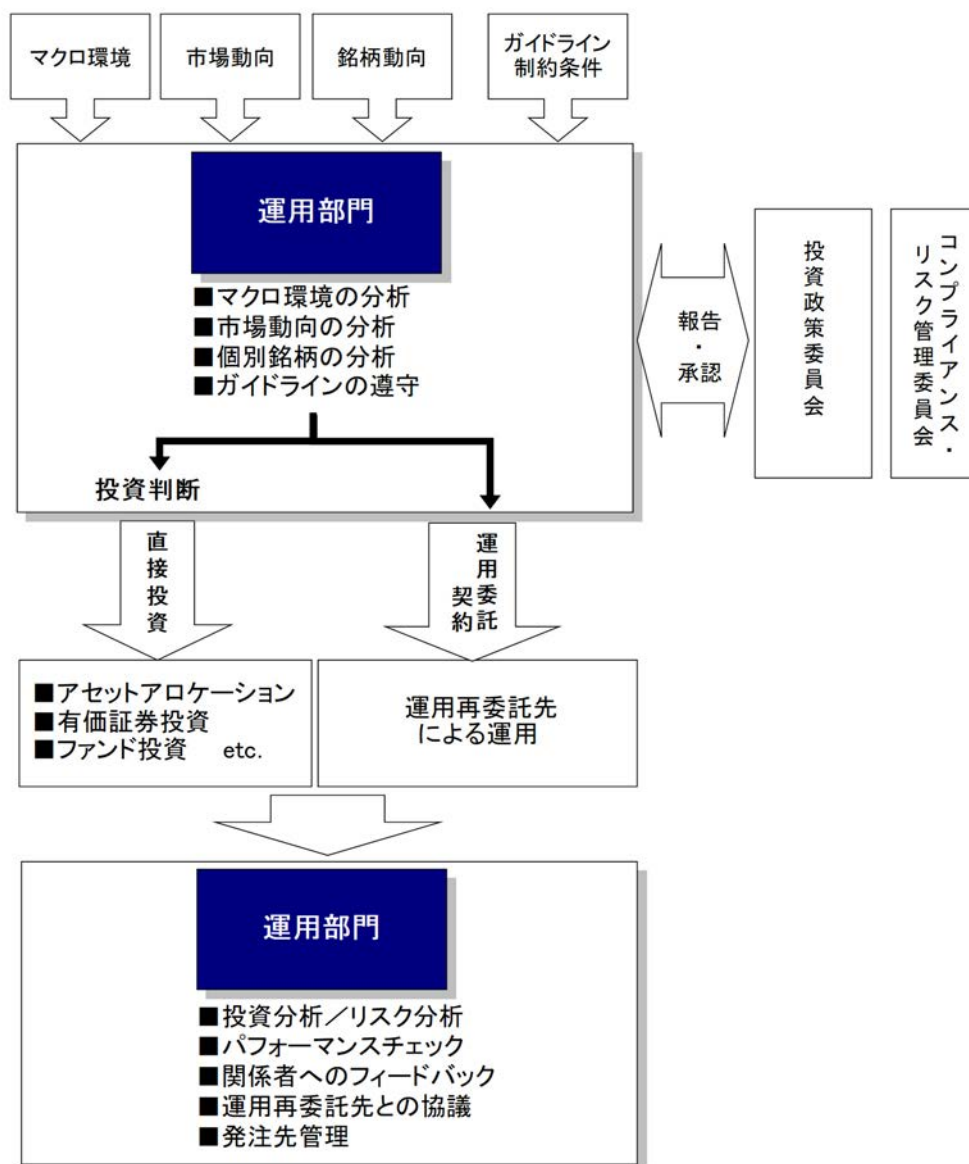 マクロ環境
市場動向
銘柄動向
ガイドライン
制約条件
運用部門
■マクロ環境の分析
■市場動向の分析
■個別銘柄の分析
■ガイドラインの遵守
投資判断
報告
・
承認
投資政策委員会
コンプライアンス・
リスク管理委員会
直接投資
運用委託
契約
■アセットアロケーション
■有価証券投資
■ファンド投資 etc.
運用再委託先
による運用
運用部門
■投資分析／リスク分析
■パフォーマンスチェック
■関係者へのフィードバック
■運用再委託先との協議
■発注先管理